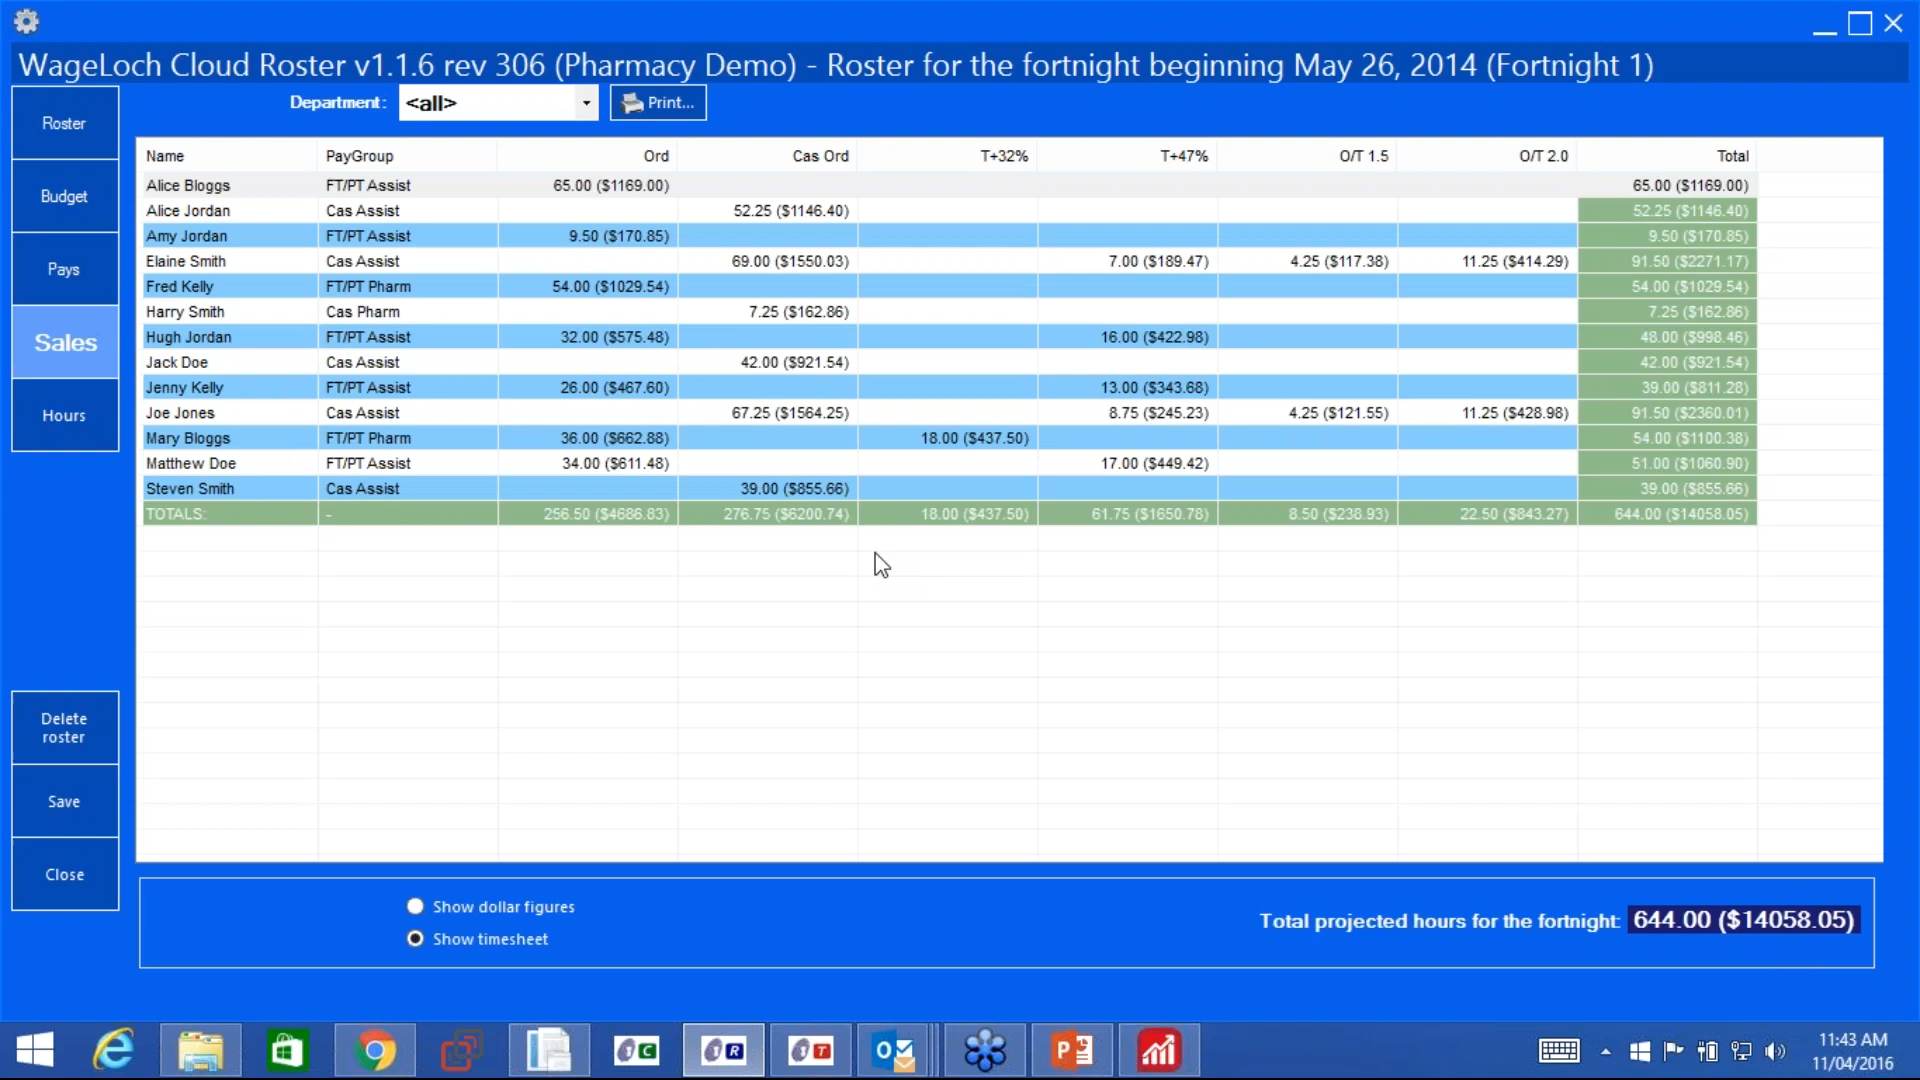 WageLoch Cloud Roster v1.1.6 rev 306 (Pharmacy Demo) - Roster for the fortnight beginning May 26, 2014 (Fortnight 1)
Roster
Budget
Pays
Sales
Hours
Delete
roster
Save
Close
Department: <all> Print...
Name PayGroup Ord Cas Ord T+32% T+47% O/T 1.5 O/T 2.0 Total
Alice Bloggs FT/PT Assist 65.00 ($1169.00) 65.00 ($1169.00)
Alice Jordan Cas Assist 52.25 ($1146.40) 52.25 ($1146.40)
Amy Jordan FT/PT Assist 9.50 ($170.85) 9.50 ($170.85)
Elaine Smith Cas Assist 69.00 ($1550.03) 7.00 ($189.47) 4.25 ($117.38) 11.25 ($414.29) 91.50 ($2271.17)
Fred Kelly FT/PT Pharm 54.00 ($1029.54) 54.00 ($1029.54)
Harry Smith Cas Pharm 7.25 ($162.86) 7.25 ($162.86)
Hugh Jordan FT/PT Assist 32.00 ($575.48) 16.00 ($422.98) 48.00 ($998.46)
Jack Doe Cas Assist 42.00 ($921.54) 42.00 ($921.54)
Jenny Kelly FT/PT Assist 26.00 ($467.60) 13.00 ($343.68) 39.00 ($811.28)
Joe Jones Cas Assist 67.25 ($1564.25) 8.75 ($245.23) 4.25 ($121.55) 11.25 ($428.98) 91.50 ($2360.01)
Mary Bloggs FT/PT Pharm 36.00 ($662.88) 18.00 ($437.50) 54.00 ($1100.38)
Matthew Doe FT/PT Assist 34.00 ($611.48) 17.00 ($449.42) 51.00 ($1060.90)
Steven Smith Cas Assist 39.00 ($855.66) 39.00 ($855.66)
TOTALS: - 256.50 ($4686.83) 276.75 ($6200.74) 18.00 ($437.50) 61.75 ($1650.78) 8.50 ($238.93) 22.50 ($843.27) 644.00 ($14058.05)
Show dollar figures
Show timesheet
Total projected hours for the fortnight: 644.00 ($14058.05)
C
R
T
O
P
11:43 AM
11/04/2016